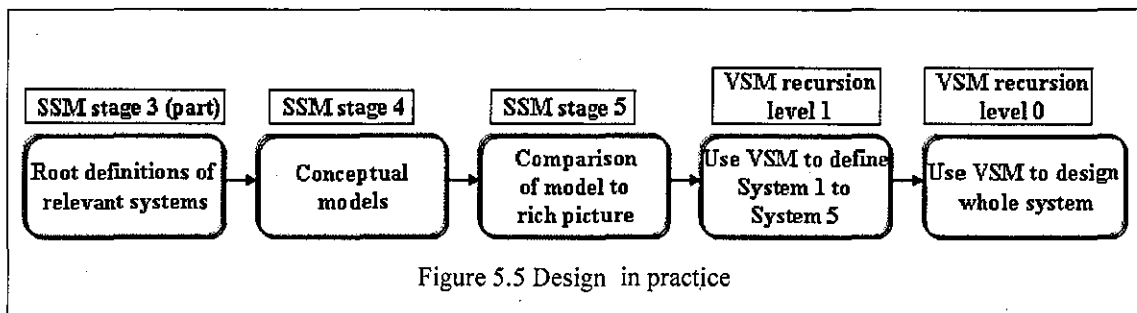 SSM stage 3 (part)
SSM stage 4
SSM stage 5
VSM recursion
level 1
VSM recursion
level 0
Root definitions of
relevant systems
Conceptual
models
Comparison
of model to
rich picture
Use VSM to define
System 1 to
System 5
Use VSM to design
whole system
Figure 5.5 Design in practice